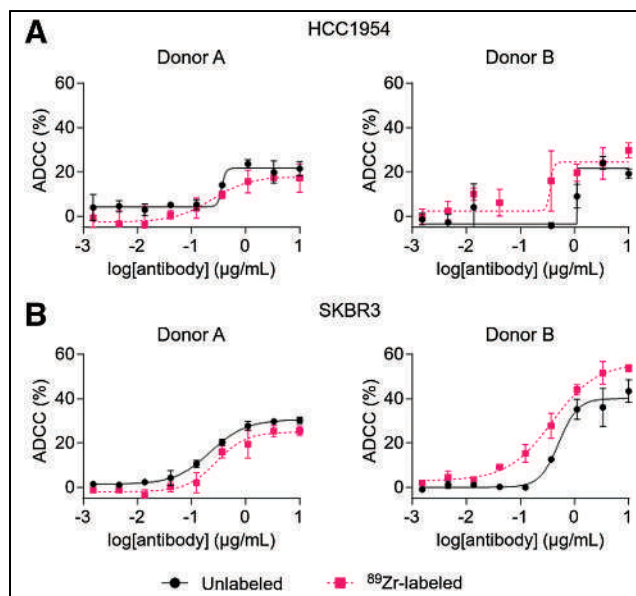 A
HCC1954
Donor A
Donor B
ADCC (%)
60
40
20
0
-3 -2 -1 0 1
log[antibody] (µg/mL)
ADCC (%)
60
40
20
0
-3 -2 -1 0 1
log[antibody] (µg/mL)
B
SKBR3
Donor A
Donor B
ADCC (%)
60
40
20
0
-3 -2 -1 0 1
log[antibody] (µg/mL)
ADCC (%)
60
40
20
0
-3 -2 -1 0 1
log[antibody] (µg/mL)
Unlabeled
⁸⁹Zr-labeled